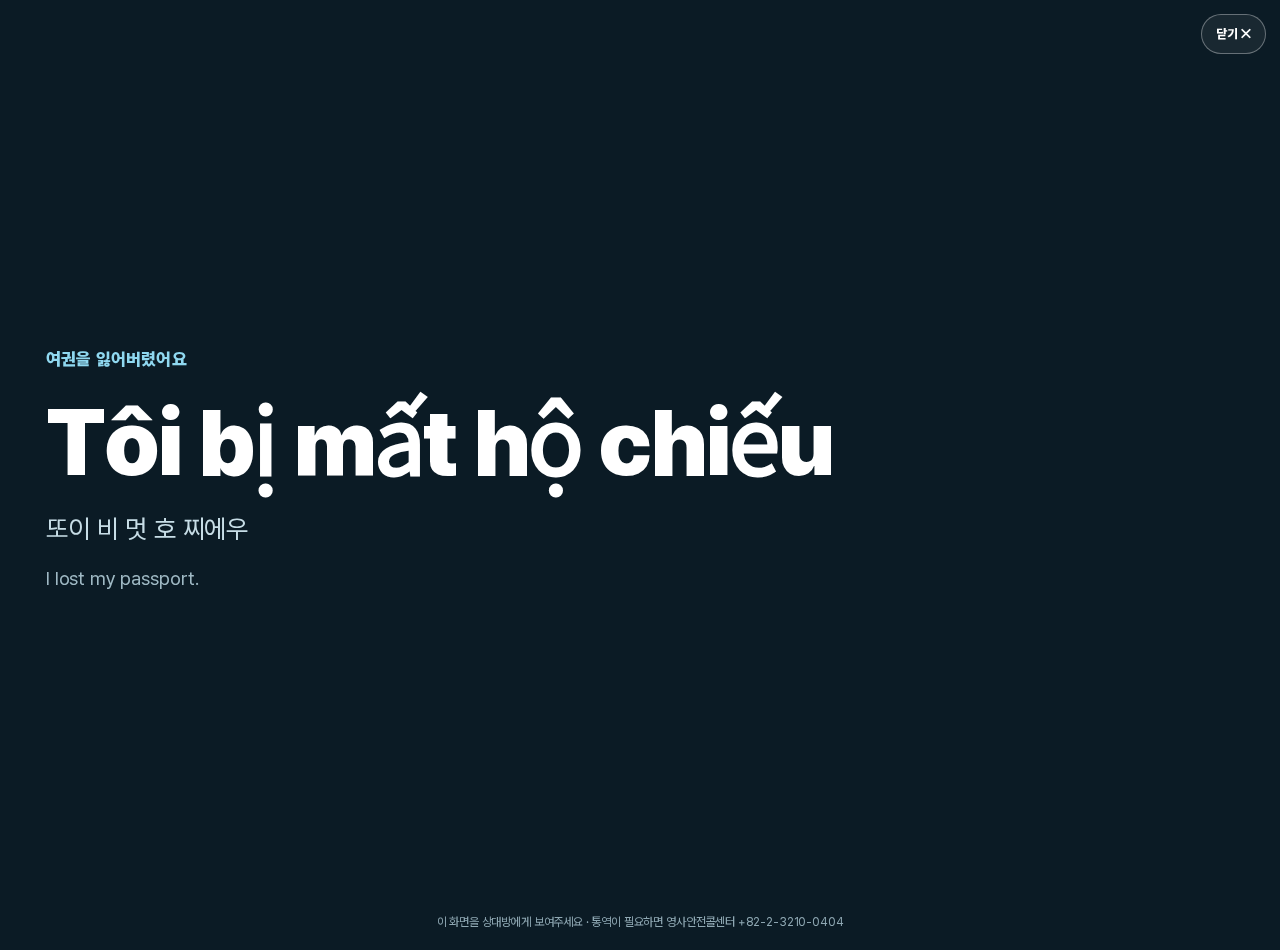 닫기 ✕
여권을 잃어버렸어요
Tôi bị mất hộ chiếu
또이 비 멋 호 찌에우
I lost my passport.
이 화면을 상대방에게 보여주세요 · 통역이 필요하면 영사안전콜센터 +82-2-3210-0404